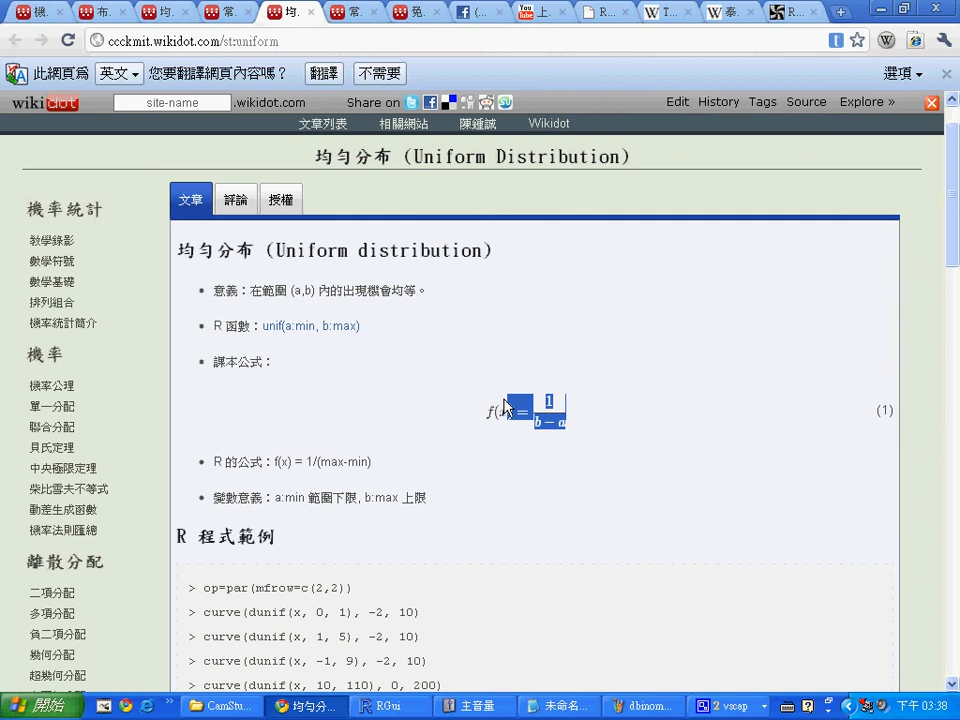 機...
布...
均...
常...
均...
常...
菟...
(...
上...
R...
T...
泰...
R...
ccckmit.wikidot.com/st:uniform
此網頁為
英文
您要翻譯網頁內容嗎？
翻譯
不需要
選項
wikidot
site-name
.wikidot.com
Share on
Edit
History
Tags
Source
Explore »
文章列表
相關網站
陳鍾誠
Wikidot
均勻分布 (Uniform Distribution)
機率統計
教學錄影
數學符號
數學基礎
排列組合
機率統計簡介
機率
機率公理
單一分配
聯合分配
貝氏定理
中央極限定理
柴比雪夫不等式
動差生成函數
機率法則匯總
離散分配
二項分配
多項分配
負二項分配
幾何分配
超幾何分配
文章
評論
授權
均勻分布 (Uniform distribution)
意義：在範圍 (a,b) 內的出現機會均等。
R 函數：unif(a:min, b:max)
課本公式：
f(x) = 1 / b − a
(1)
R 的公式：f(x) = 1/(max-min)
變數意義：a:min 範圍下限, b:max 上限
R 程式範例
> op=par(mfrow=c(2,2))
> curve(dunif(x, 0, 1), -2, 10)
> curve(dunif(x, 1, 5), -2, 10)
> curve(dunif(x, -1, 9), -2, 10)
> curve(dunif(x, 10, 110), 0, 200)
開始
CamStu...
均勻分...
RGui
主音量
未命名...
dbinom...
2 vscap
下午 03:38